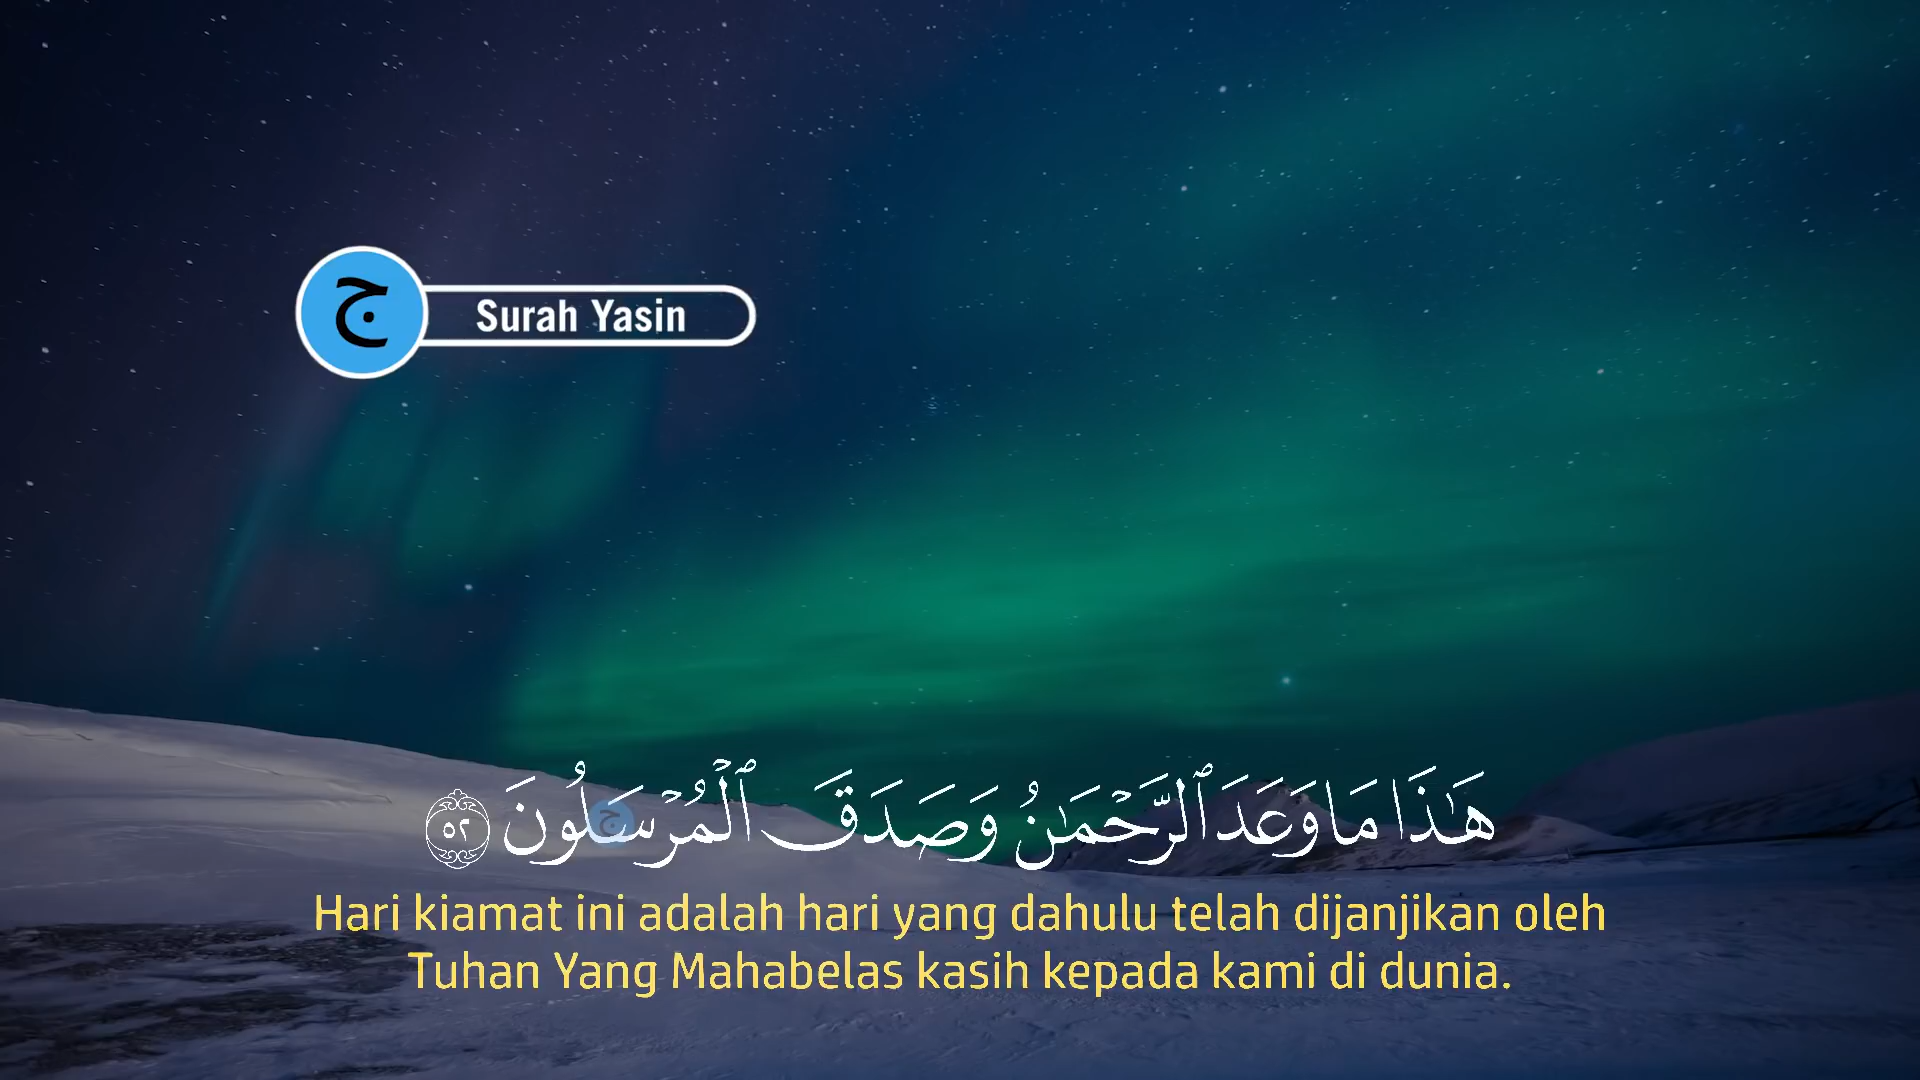 ج
Surah Yasin
هَـٰذَا مَا وَعَدَ ٱلرَّحْمَـٰنُ وَصَدَقَ ٱلْمُرْسَلُونَ ٥٢
Hari kiamat ini adalah hari yang dahulu telah dijanjikan oleh
Tuhan Yang Mahabelas kasih kepada kami di dunia.